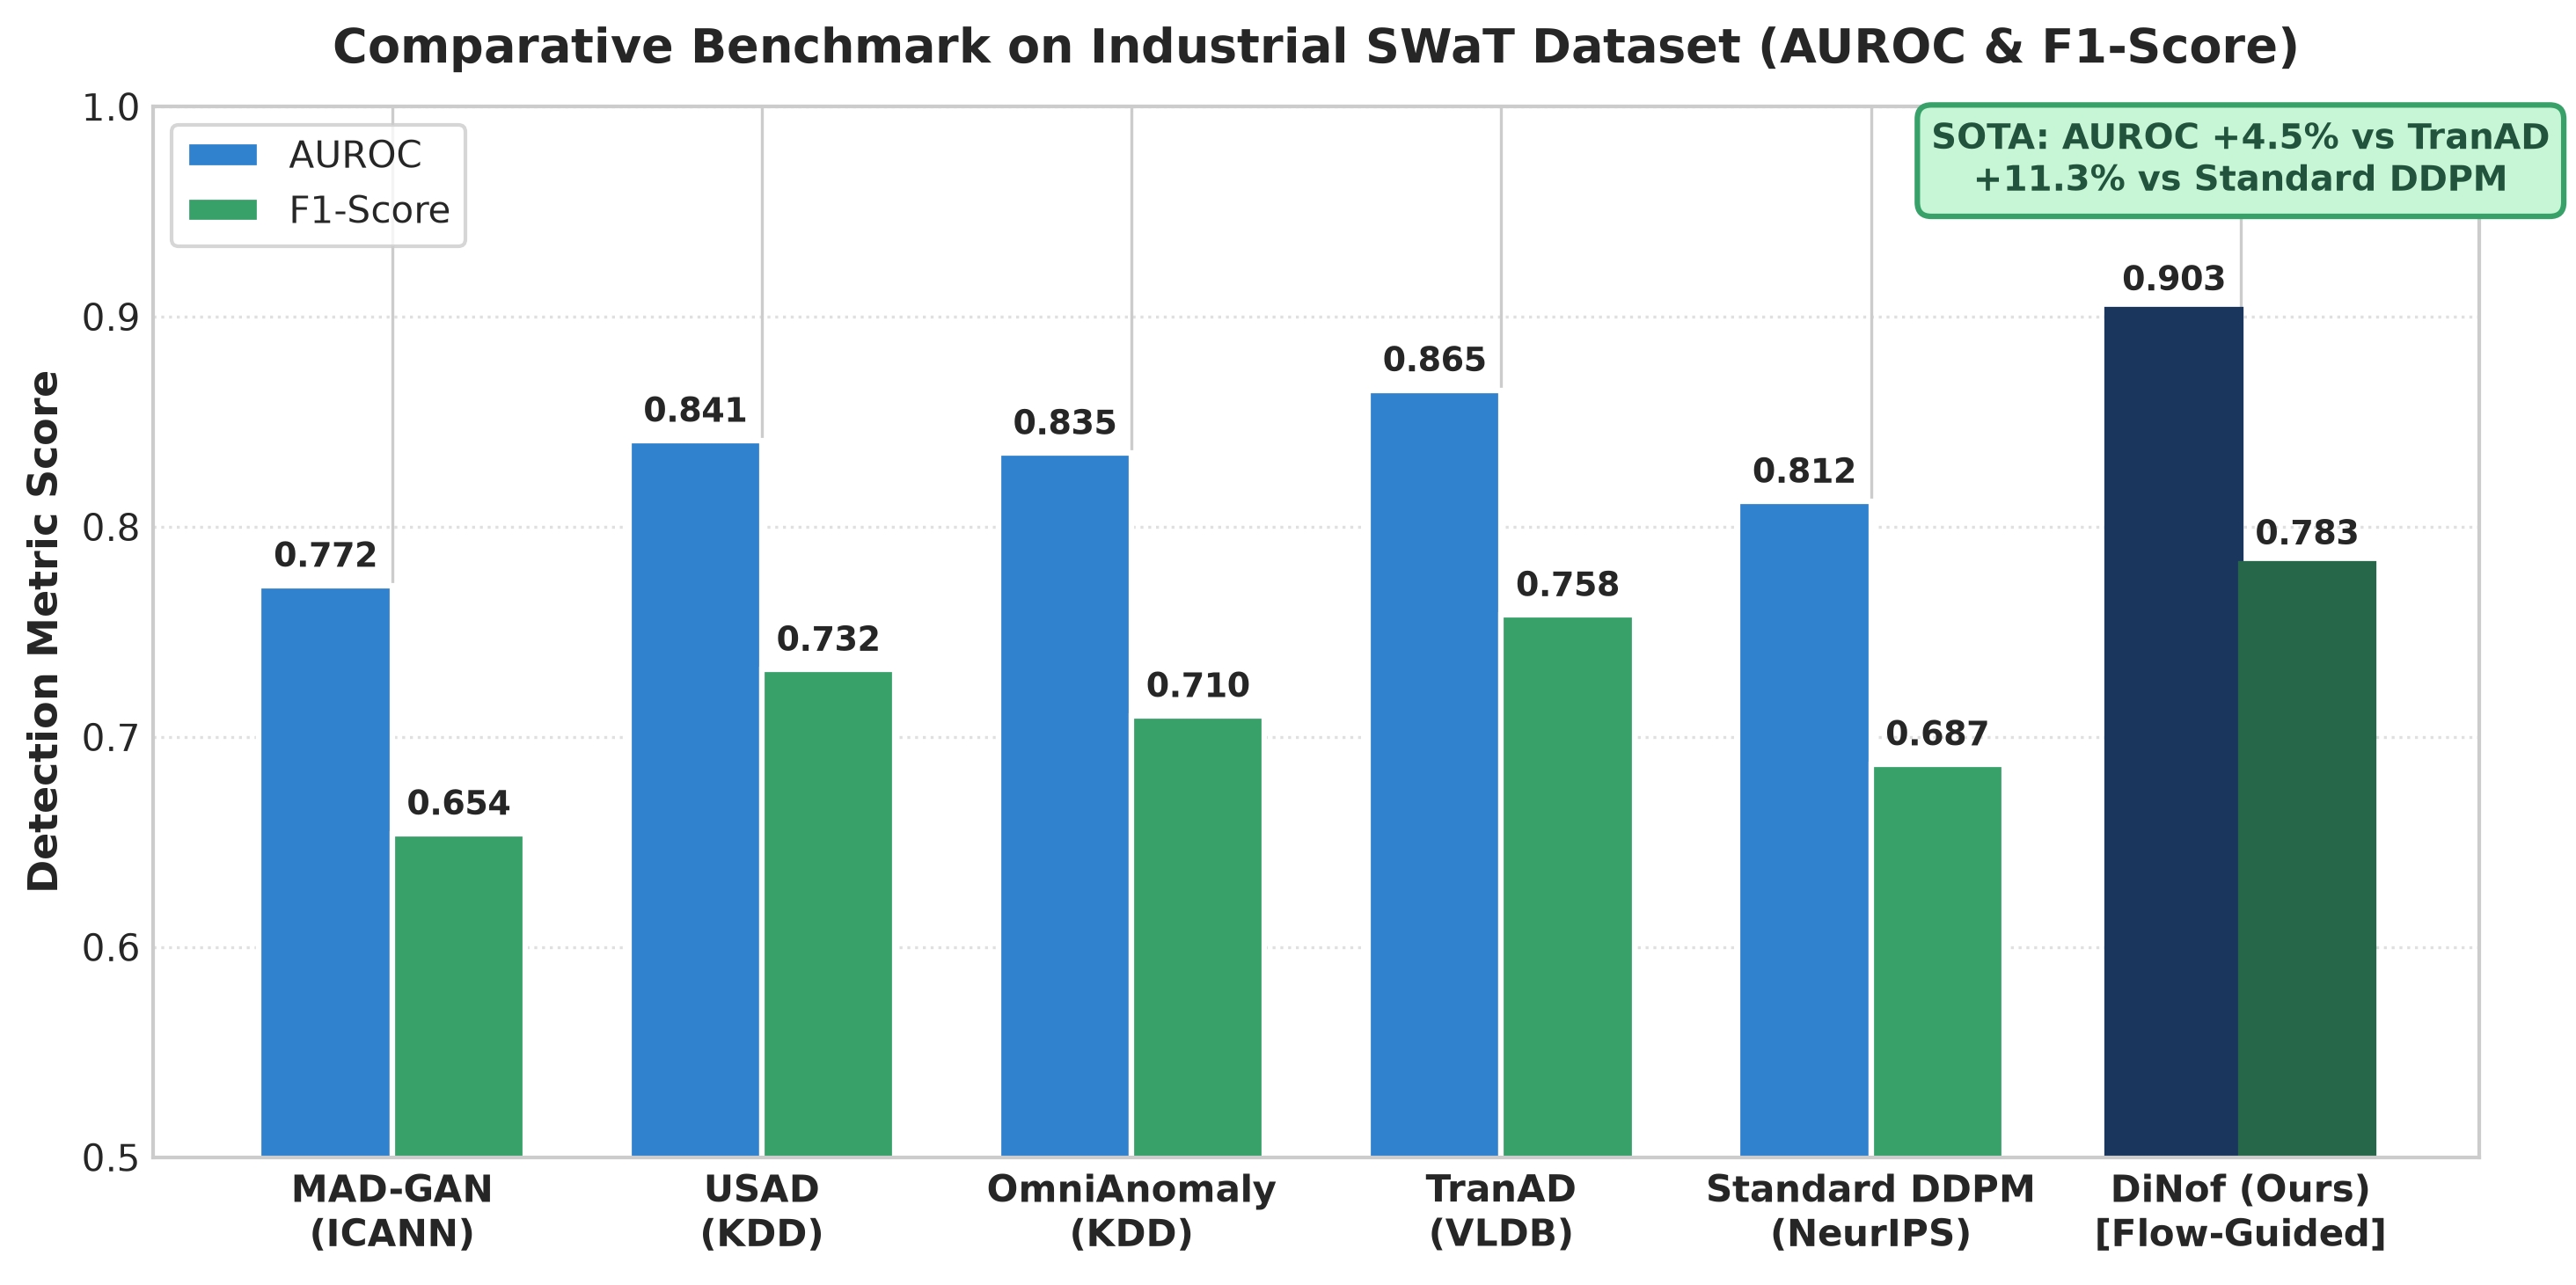 Comparative Benchmark on Industrial SWaT Dataset (AUROC & F1-Score)
SOTA: AUROC +4.5% vs TranAD
+11.3% vs Standard DDPM
AUROC
F1-Score
Detection Metric Score
1.0
0.9
0.8
0.7
0.6
0.5
0.772
0.654
0.841
0.732
0.835
0.710
0.865
0.758
0.812
0.687
0.903
0.783
MAD-GAN
(ICANN)
USAD
(KDD)
OmniAnomaly
(KDD)
TranAD
(VLDB)
Standard DDPM
(NeurIPS)
DiNof (Ours)
[Flow-Guided]